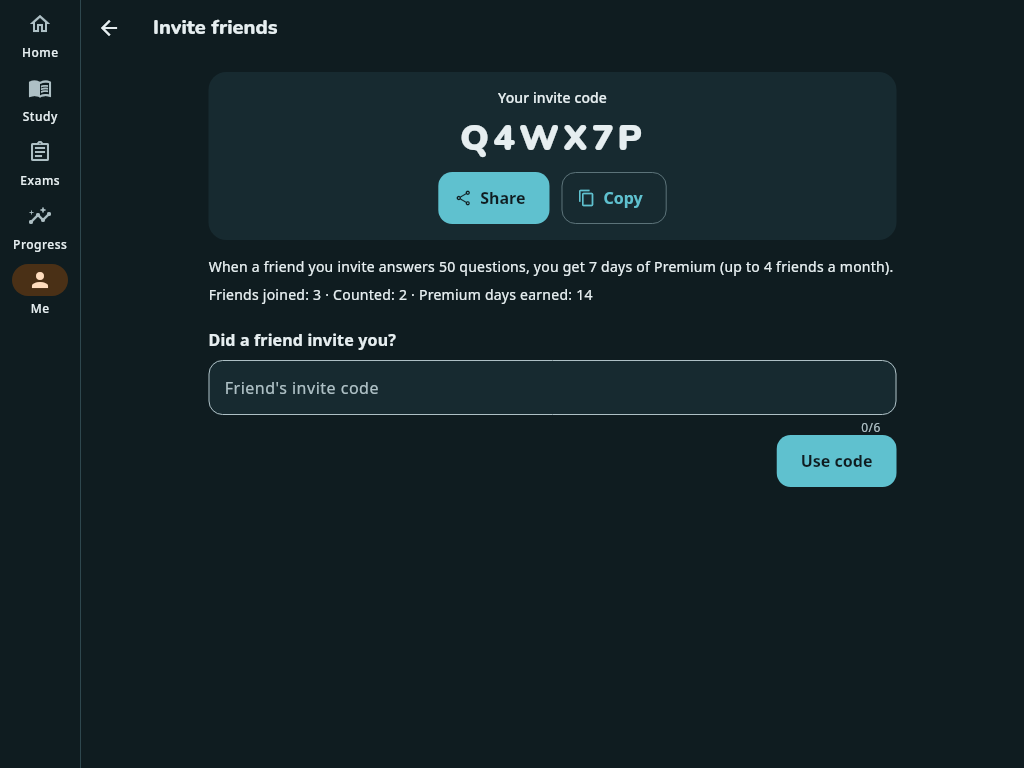 Invite friends
Home
Study
Exams
Progress
Me
Your invite code
Q4WX7P
Share
Copy
When a friend you invite answers 50 questions, you get 7 days of Premium (up to 4 friends a month).
Friends joined: 3 · Counted: 2 · Premium days earned: 14
Did a friend invite you?
Friend's invite code
0/6
Use code